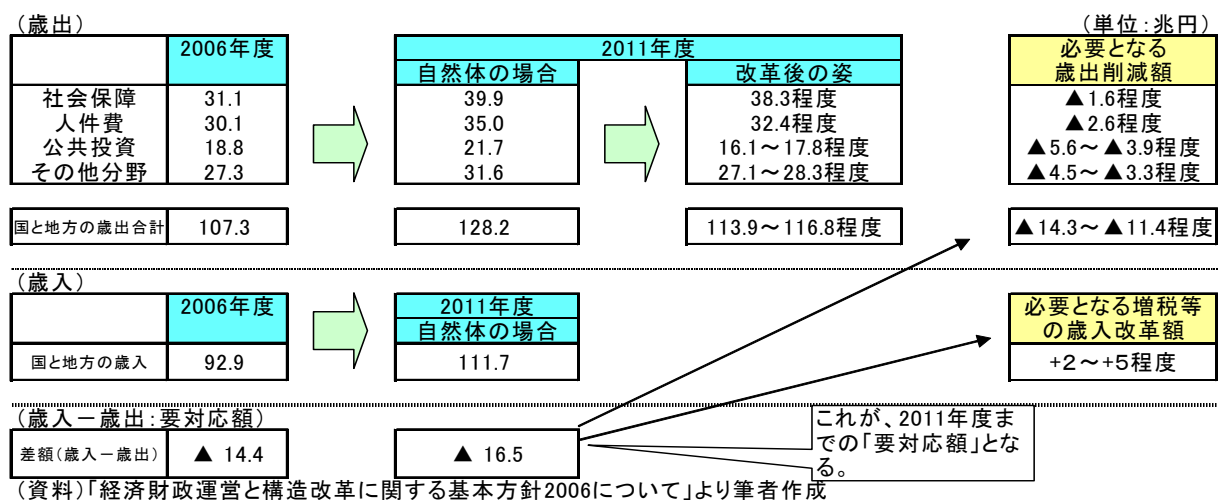 （歳出） （単位：兆円）
2006年度 2011年度 必要となる
自然体の場合 改革後の姿 歳出削減額
社会保障 31.1 39.9 38.3程度 ▲1.6程度
人件費 30.1 35.0 32.4程度 ▲2.6程度
公共投資 18.8 21.7 16.1～17.8程度 ▲5.6～▲3.9程度
その他分野 27.3 31.6 27.1～28.3程度 ▲4.5～▲3.3程度
国と地方の歳出合計 107.3 128.2 113.9～116.8程度 ▲14.3～▲11.4程度
（歳入）
2006年度 2011年度 必要となる増税等
自然体の場合 の歳入改革額
国と地方の歳入 92.9 111.7 +２～+５程度
（歳入－歳出：要対応額）
差額（歳入－歳出） ▲ 14.4 ▲ 16.5
これが、2011年度ま
での「要対応額」とな
る。
（資料）「経済財政運営と構造改革に関する基本方針2006について」より筆者作成